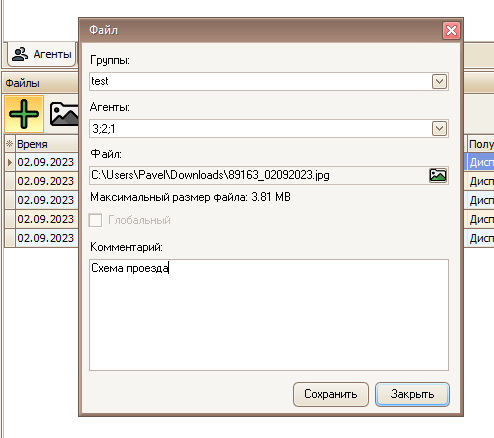 Файл
Группы:
test
Агенты
Агенты:
Файлы
3;2;1
Время
Полу
Файл:
02.09.2023
C:\Users\Pavel\Downloads\89163_02092023.jpg
Дисп
02.09.2023
Максимальный размер файла: 3.81 MB
Дисп
02.09.2023
Глобальный
Дисп
02.09.2023
Дисп
02.09.2023
Комментарий:
Дисп
Схема проезда
Сохранить
Закрыть